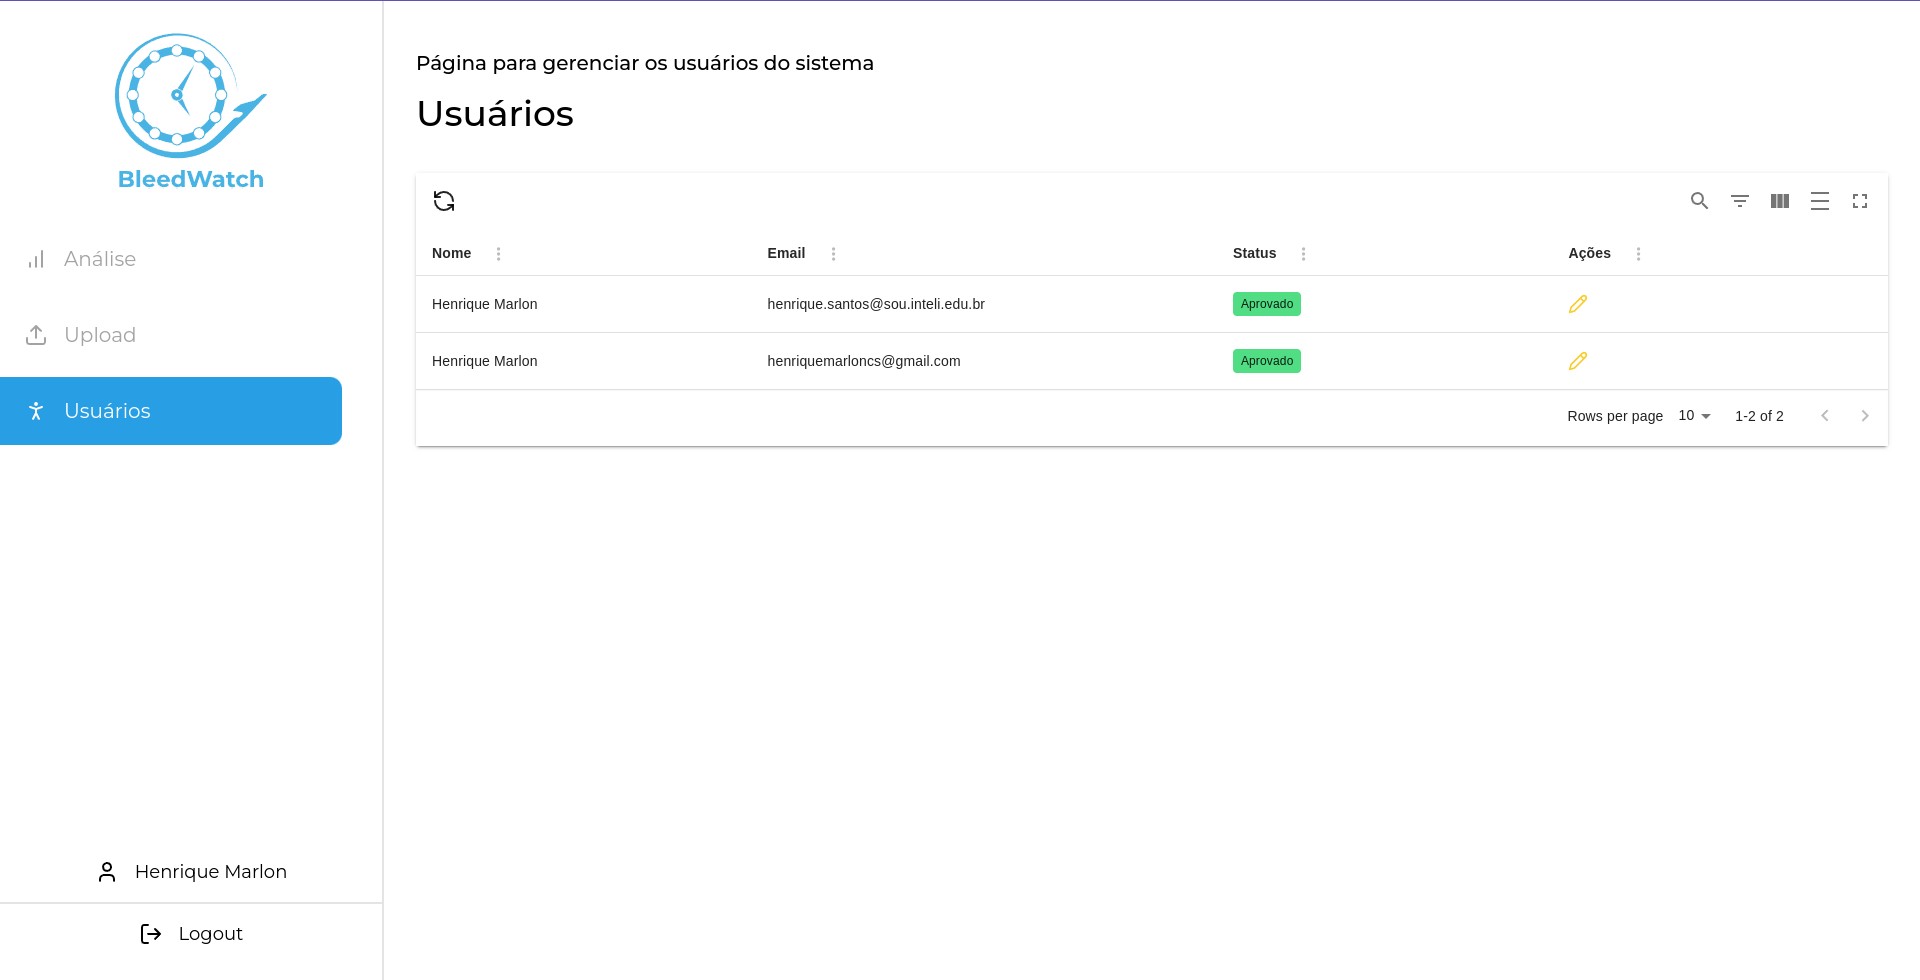 BleedWatch
Análise
Upload
Usuários
Henrique Marlon
Logout
Página para gerenciar os usuários do sistema
Usuários
Nome Email Status Ações
Henrique Marlon henrique.santos@sou.inteli.edu.br Aprovado
Henrique Marlon henriquemarloncs@gmail.com Aprovado
Rows per page 10 1-2 of 2